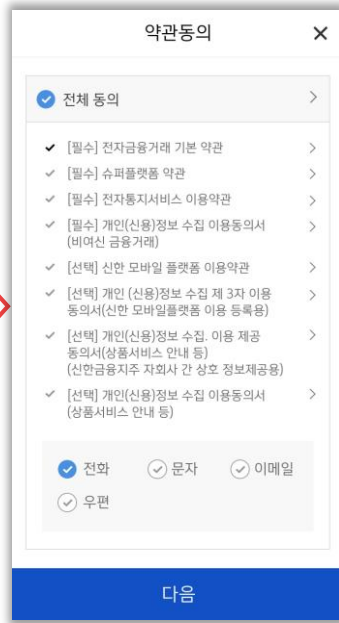 약관동의
전체 동의
[필수] 전자금융거래 기본 약관
[필수] 슈퍼플랫폼 약관
[필수] 전자통지서비스 이용약관
[필수] 개인(신용)정보 수집 이용동의서
(비여신 금융거래)
[선택] 신한 모바일 플랫폼 이용약관
[선택] 개인 (신용)정보 수집 제 3자 이용
동의서(신한 모바일플랫폼 이용 등록용)
[선택] 개인(신용)정보 수집. 이용 제공
동의서(상품서비스 안내 등)
(신한금융지주 자회사 간 상호 정보제공용)
[선택] 개인(신용)정보 수집 이용동의서
(상품서비스 안내 등)
전화 문자 이메일
우편
다음